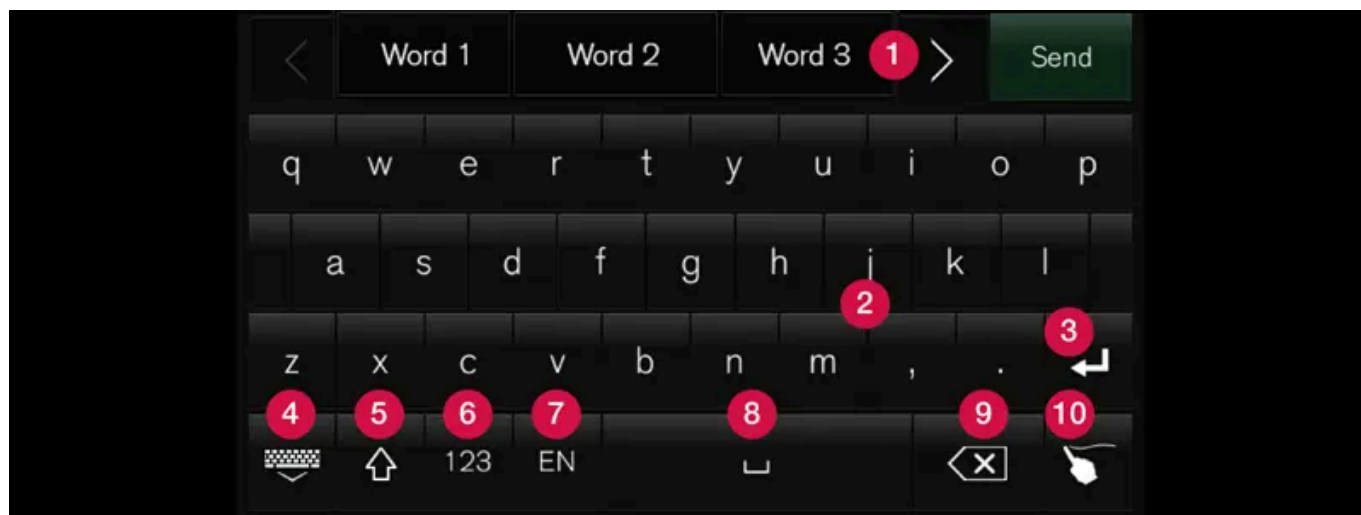 Word 1 Word 2 Word 3 1 Send
q w e r t y u i o p
a s d f g h j k l
2
3
z x c v b n m , .
4 5 6 7 8 9 10
123 EN